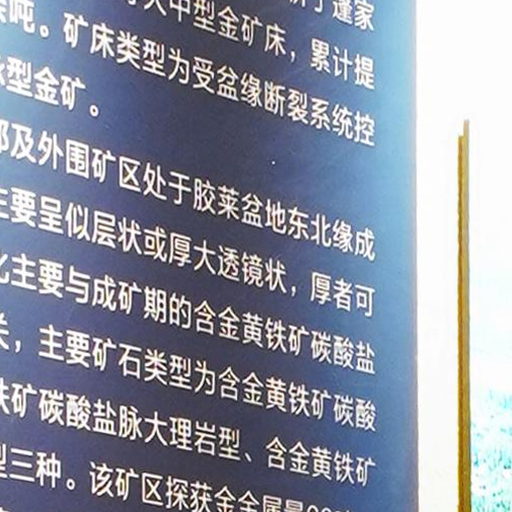 中型金矿床，累计提
吨。矿床类型为受盆缘断裂系统控
型金矿。
及外围矿区处于胶莱盆地东北缘成
主要呈似层状或厚大透镜状，厚者可
主要与成矿期的含金黄铁矿碳酸盐
，主要矿石类型为含金黄铁矿碳酸
铁矿碳酸盐脉大理岩型、含金黄铁矿
型三种。该矿区探获金金属量